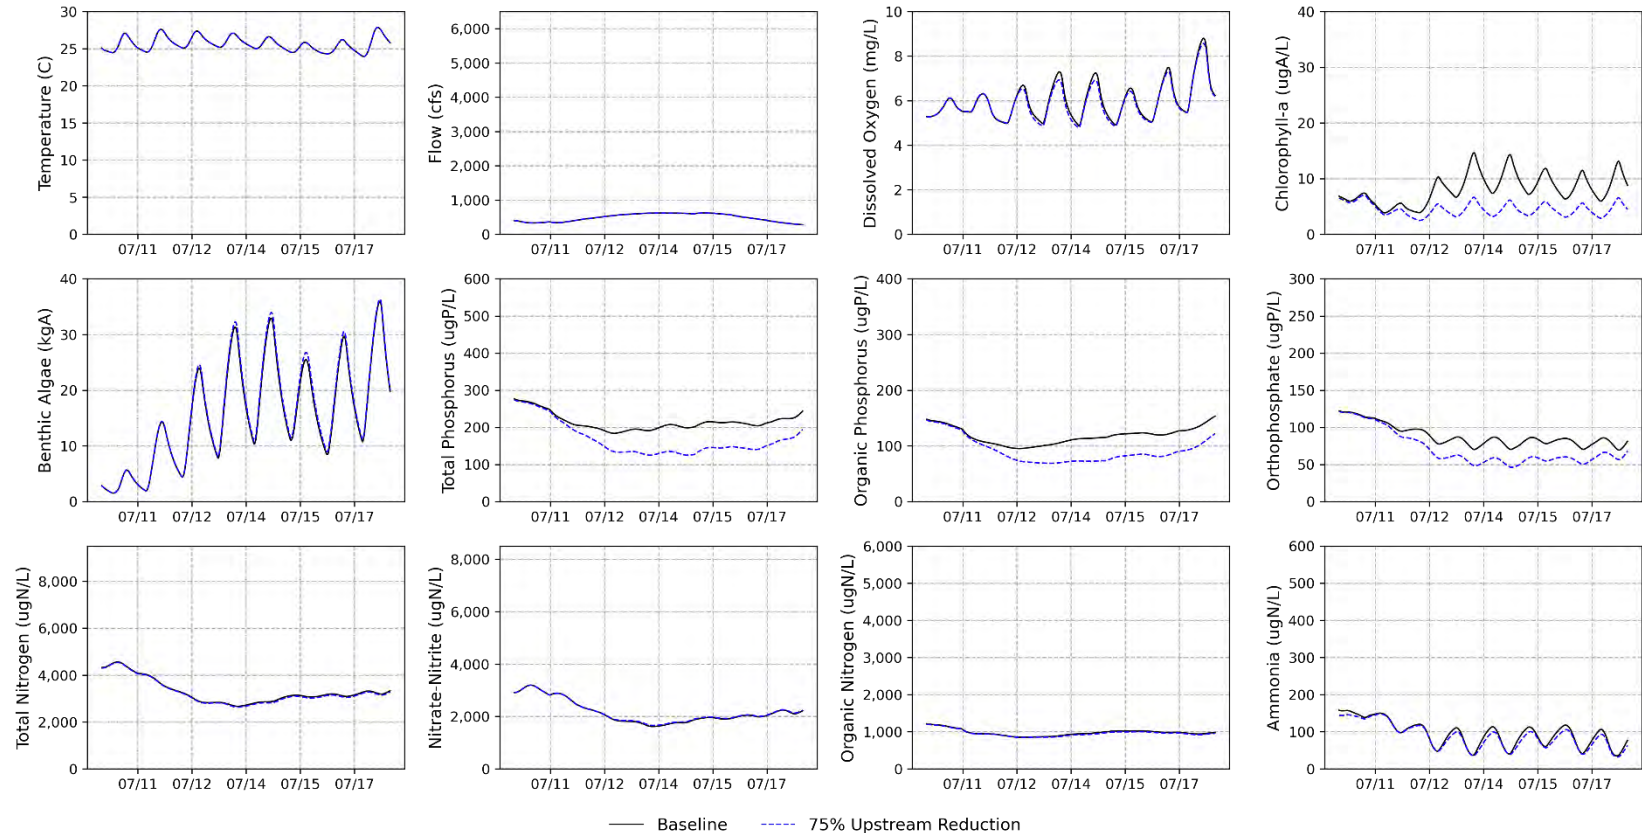 Temperature (C)
30
25
20
15
10
5
0
07/11 07/12 07/14 07/15 07/17
Flow (cfs)
6,000
5,000
4,000
3,000
2,000
1,000
0
07/11 07/12 07/14 07/15 07/17
Dissolved Oxygen (mg/L)
10
8
6
4
2
0
07/11 07/12 07/14 07/15 07/17
Chlorophyll-a (ugA/L)
40
30
20
10
0
07/11 07/12 07/14 07/15 07/17
Benthic Algae (kgA)
40
30
20
10
0
07/11 07/12 07/14 07/15 07/17
Total Phosphorus (ugP/L)
600
500
400
300
200
100
0
07/11 07/12 07/14 07/15 07/17
Organic Phosphorus (ugP/L)
400
300
200
100
0
07/11 07/12 07/14 07/15 07/17
Orthophosphate (ugP/L)
300
250
200
150
100
50
0
07/11 07/12 07/14 07/15 07/17
Total Nitrogen (ugN/L)
8,000
6,000
4,000
2,000
0
07/11 07/12 07/14 07/15 07/17
Nitrate-Nitrite (ugN/L)
8,000
6,000
4,000
2,000
0
07/11 07/12 07/14 07/15 07/17
Organic Nitrogen (ugN/L)
6,000
5,000
4,000
3,000
2,000
1,000
0
07/11 07/12 07/14 07/15 07/17
Ammonia (ugN/L)
600
500
400
300
200
100
0
07/11 07/12 07/14 07/15 07/17
Baseline 75% Upstream Reduction